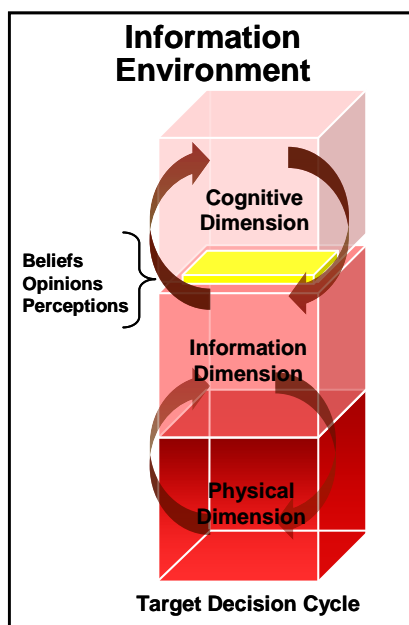 Information
Environment
Cognitive
Dimension
Beliefs
Opinions
Perceptions
Information
Dimension
Physical
Dimension
Target Decision Cycle